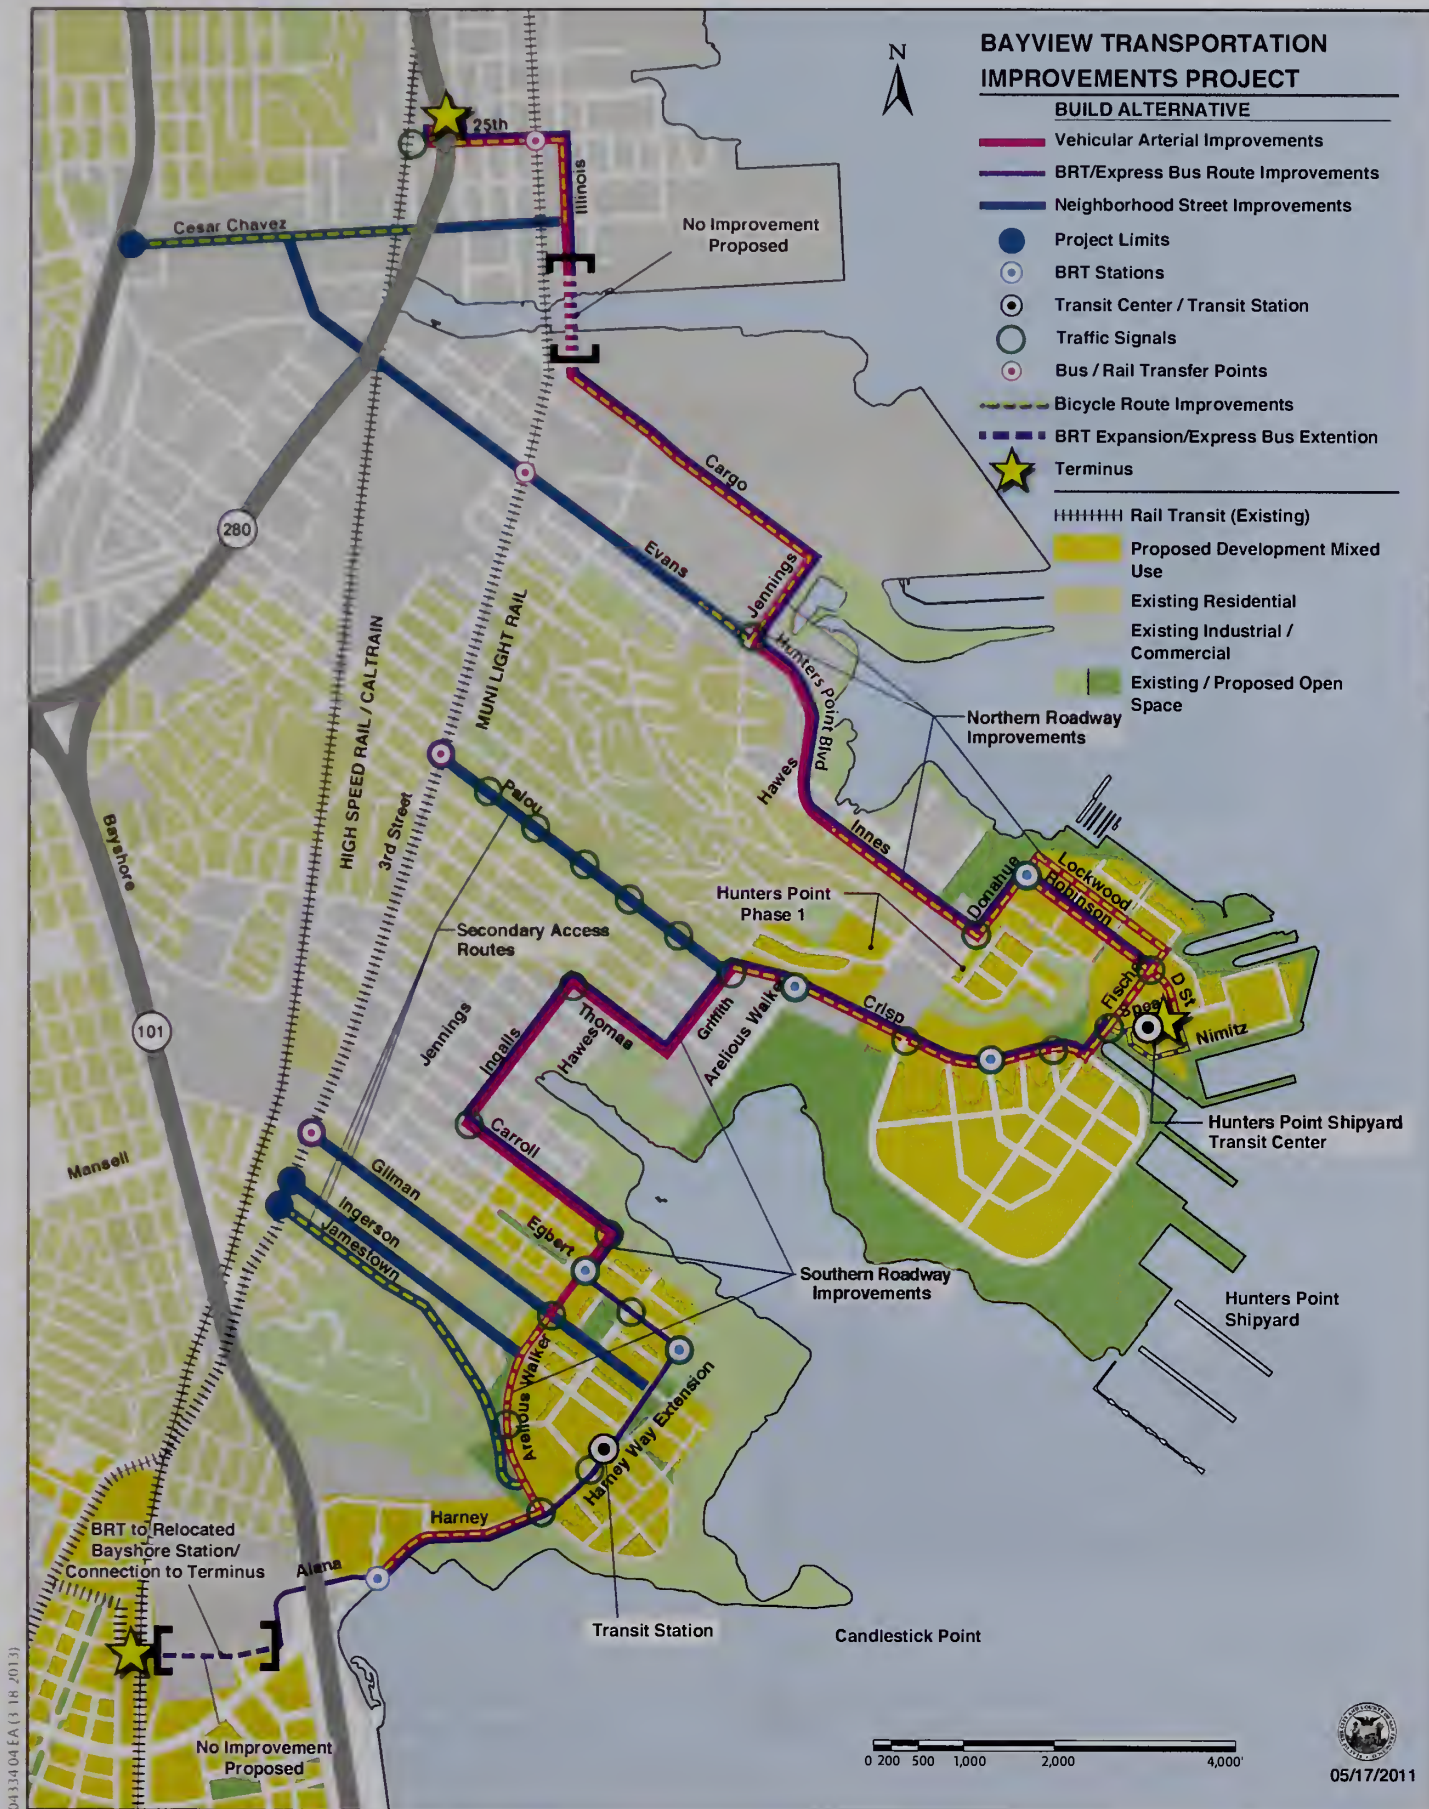 BAYVIEW TRANSPORTATION
IMPROVEMENTS PROJECT
BUILD ALTERNATIVE
Vehicular Arterial Improvements
BRT/Express Bus Route Improvements
Neighborhood Street Improvements
Project Limits
BRT Stations
Transit Center / Transit Station
Traffic Signals
Bus / Rail Transfer Points
Bicycle Route Improvements
BRT Expansion/Express Bus Extention
Terminus
Rail Transit (Existing)
Proposed Development Mixed
Use
Existing Residential
Existing Industrial /
Commercial
Existing / Proposed Open
Space
N
25th
Illinois
Cesar Chavez
No Improvement
Proposed
Cargo
280
Evans
Jennings
Hunters Point Blvd
MUNI LIGHT RAIL
HIGH SPEED RAIL / CALTRAIN
Northern Roadway
Improvements
Hawes
Innes
Palou
3rd Street
Bayshore
Hunters Point
Phase 1
Donahue
Lockwood
Robinson
Secondary Access
Routes
Fischer
D St
Spear
Nimitz
Crisp
Griffith
Arelious Walker
Thomas
Hawes
Ingalls
Jennings
101
Carroll
Hunters Point Shipyard
Transit Center
Mansell
Gilman
Ingerson
Jamestown
Egbert
Southern Roadway
Improvements
Hunters Point
Shipyard
Arelious Walker
Harney Way Extension
Harney
BRT to Relocated
Bayshore Station/
Connection to Terminus
Alana
Transit Station
Candlestick Point
No Improvement
Proposed
0 200 500 1,000 2,000 4,000'
05/17/2011